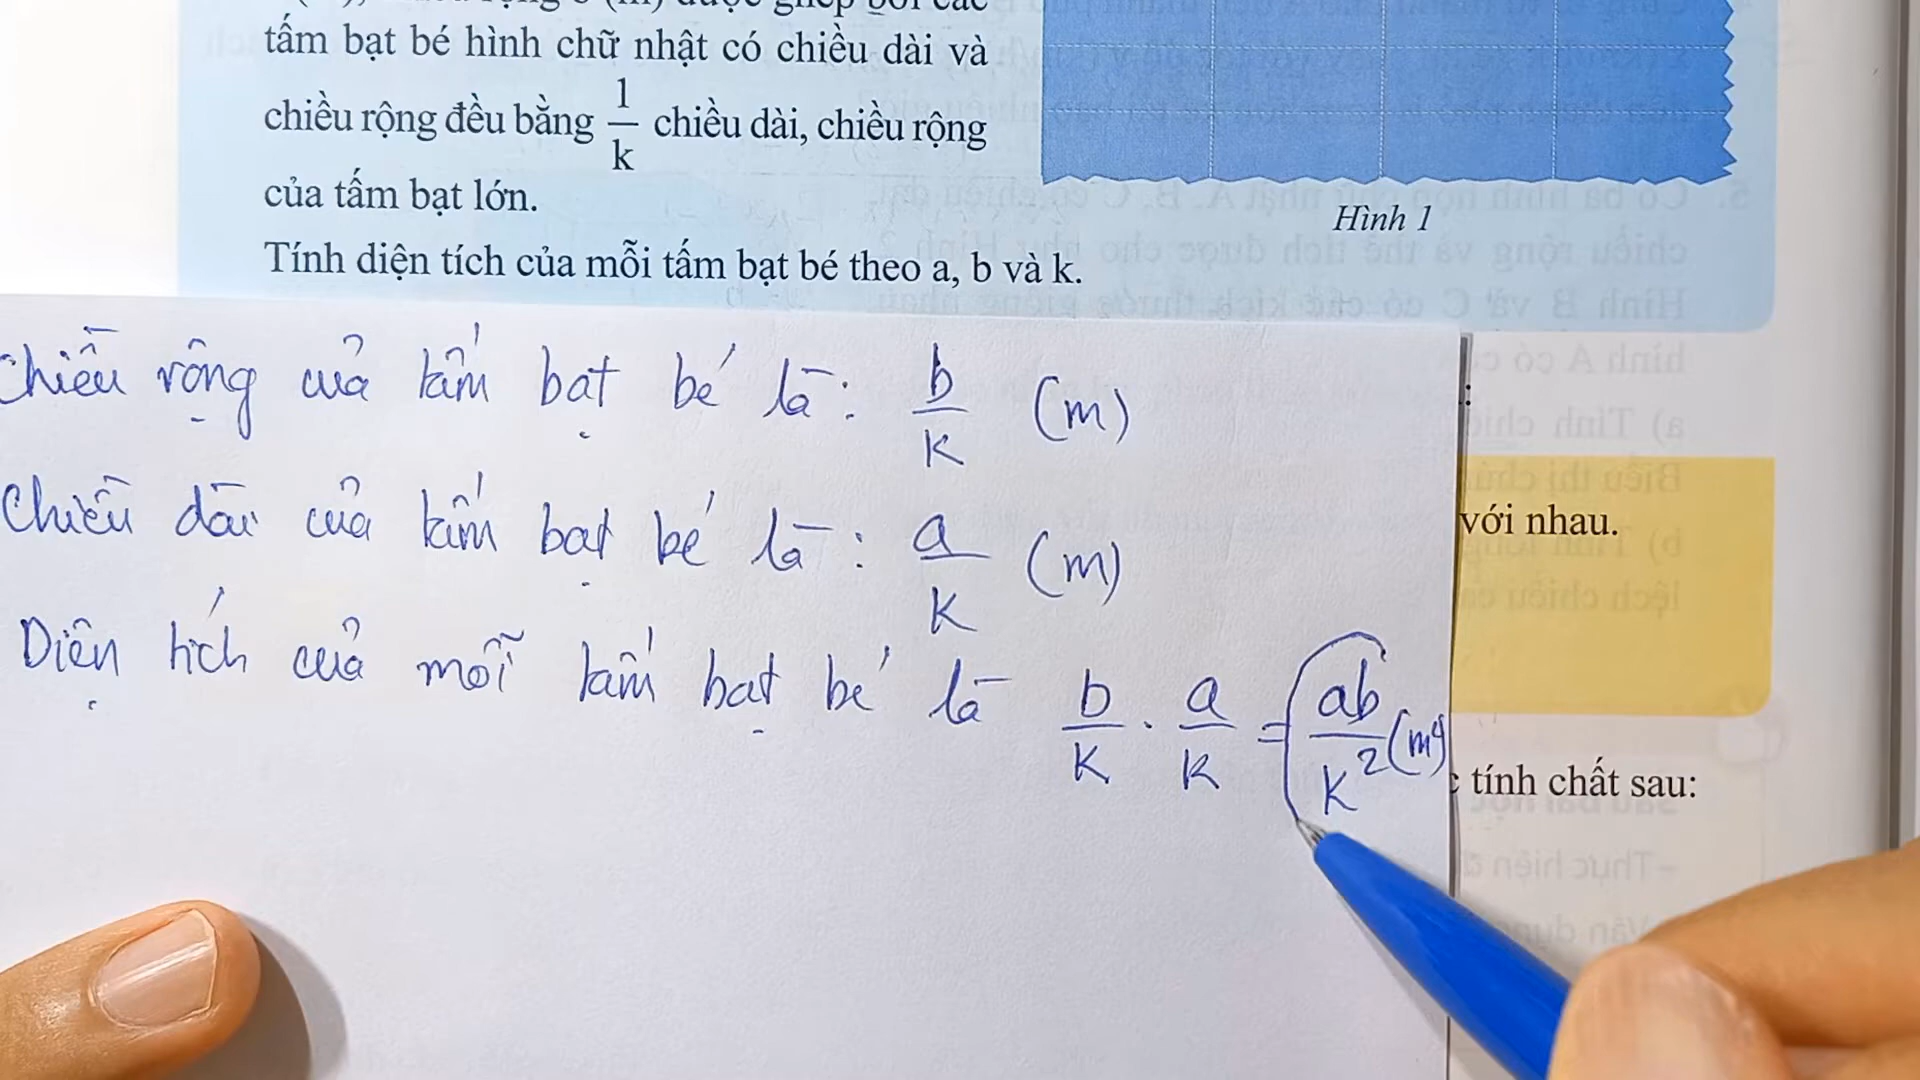 tấm bạt bé hình chữ nhật có chiều dài và
chiều rộng đều bằng 1/k chiều dài, chiều rộng
của tấm bạt lớn.
Tính diện tích của mỗi tấm bạt bé theo a, b và k.
Hình 1
Chiều rộng của tấm bạt bé là: b/k (m)
Chiều dài của tấm bạt bé là: a/k (m)
Diện tích của mỗi tấm bạt bé là b/k . a/k = ab/k²
với nhau.
tính chất sau: